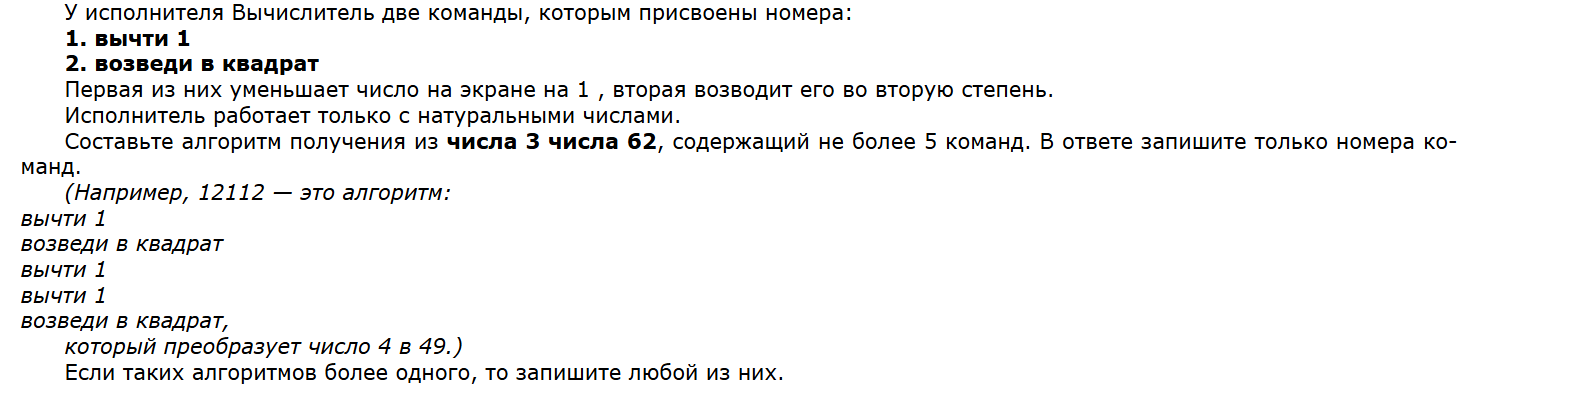 У исполнителя Вычислитель две команды, которым присвоены номера:
1. вычти 1
2. возведи в квадрат
Первая из них уменьшает число на экране на 1 , вторая возводит его во вторую степень.
Исполнитель работает только с натуральными числами.
Составьте алгоритм получения из числа 3 числа 62, содержащий не более 5 команд. В ответе запишите только номера ко-
манд.
(Например, 12112 — это алгоритм:
вычти 1
возведи в квадрат
вычти 1
вычти 1
возведи в квадрат,
который преобразует число 4 в 49.)
Если таких алгоритмов более одного, то запишите любой из них.